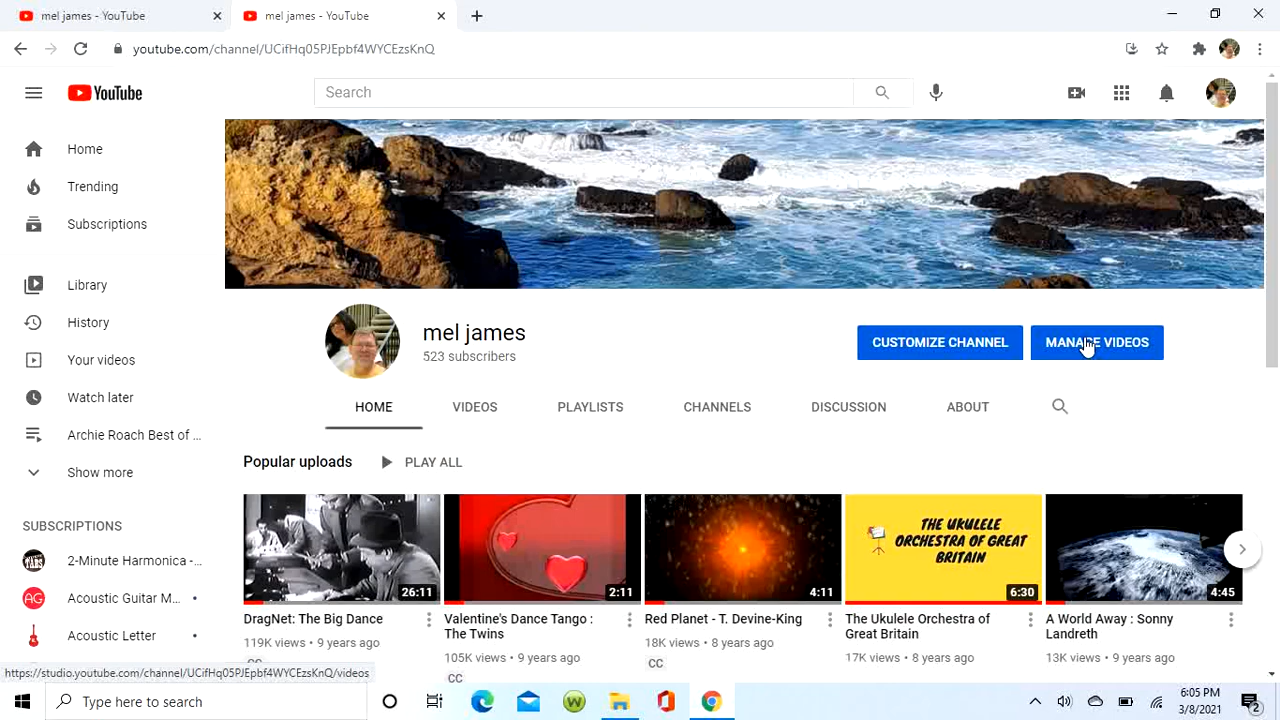 mel james - YouTube
mel james - YouTube
youtube.com/channel/UCifHq05PJEpbf4WYCEzsKnQ
YouTube
Search
Home
Trending
Subscriptions
Library
History
Your videos
Watch later
Archie Roach Best of ...
Show more
SUBSCRIPTIONS
2-Minute Harmonica -...
AG
Acoustic Guitar M... •
Acoustic Letter •
mel james
523 subscribers
CUSTOMIZE CHANNEL
MANAGE VIDEOS
HOME VIDEOS PLAYLISTS CHANNELS DISCUSSION ABOUT
Popular uploads PLAY ALL
26:11
DragNet: The Big Dance
119K views • 9 years ago
CC
2:11
Valentine's Dance Tango :
The Twins
105K views • 9 years ago
CC
4:11
Red Planet - T. Devine-King
18K views • 8 years ago
CC
THE UKULELE
ORCHESTRA OF GREAT
BRITAIN
6:30
The Ukulele Orchestra of
Great Britain
17K views • 8 years ago
4:45
A World Away : Sonny
Landreth
13K views • 9 years ago
https://studio.youtube.com/channel/UCifHq05PJEpbf4WYCEzsKnQ/videos
Type here to search
6:05 PM
3/8/2021
2